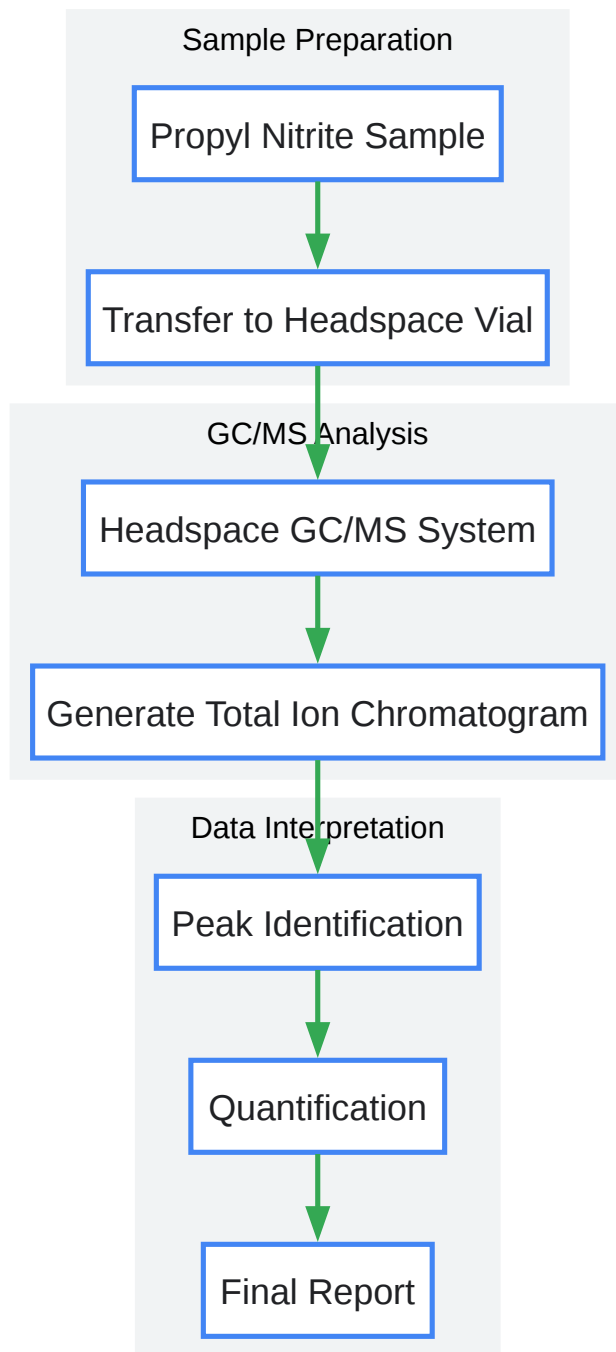 Sample Preparation
Propyl Nitrite Sample
Transfer to Headspace Vial
GC/MS Analysis
Headspace GC/MS System
Generate Total Ion Chromatogram
Data Interpretation
Peak Identification
Quantification
Final Report